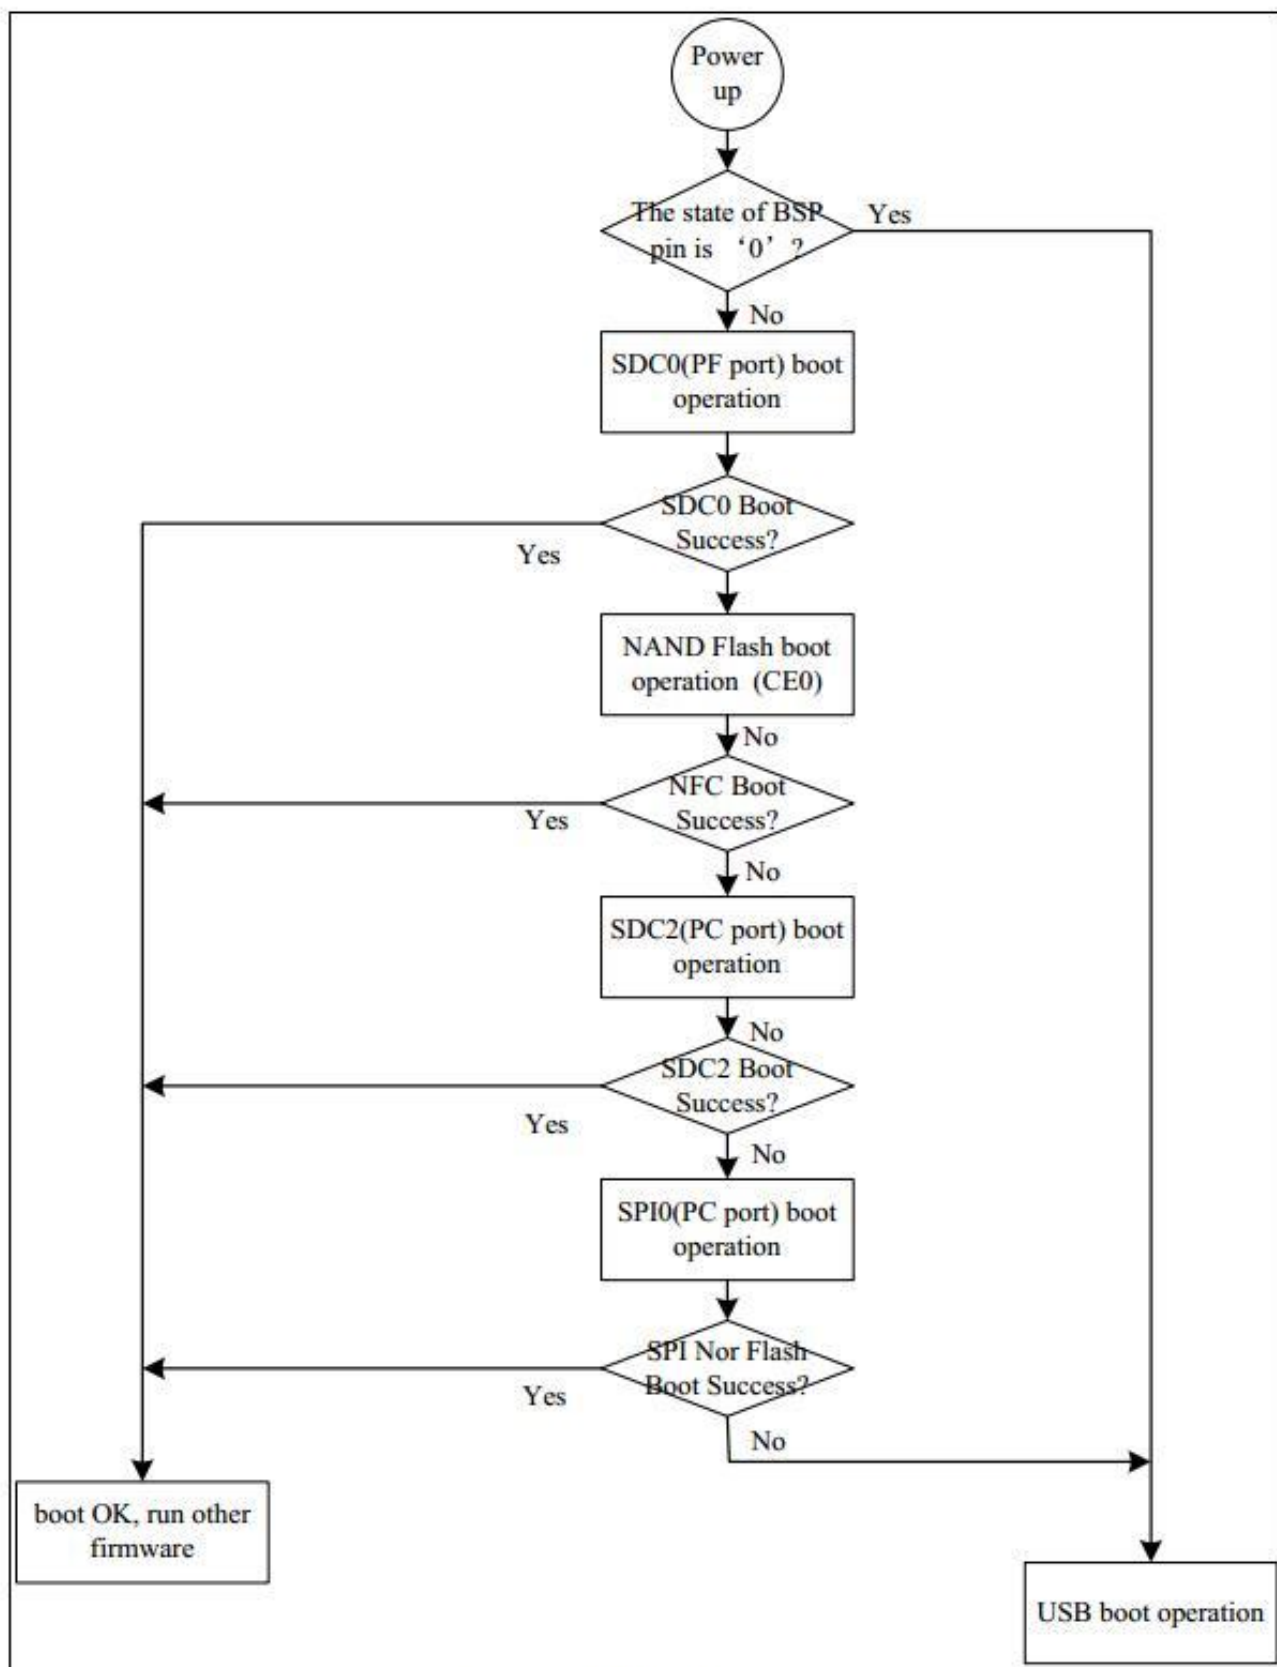 Power
up
The state of BSP
pin is ‘0’ ?
Yes
No
SDC0(PF port) boot
operation
SDC0 Boot
Success?
Yes
NAND Flash boot
operation (CE0)
No
NFC Boot
Success?
Yes
No
SDC2(PC port) boot
operation
No
SDC2 Boot
Success?
Yes
No
SPI0(PC port) boot
operation
SPI Nor Flash
Boot Success?
Yes
No
boot OK, run other
firmware
USB boot operation